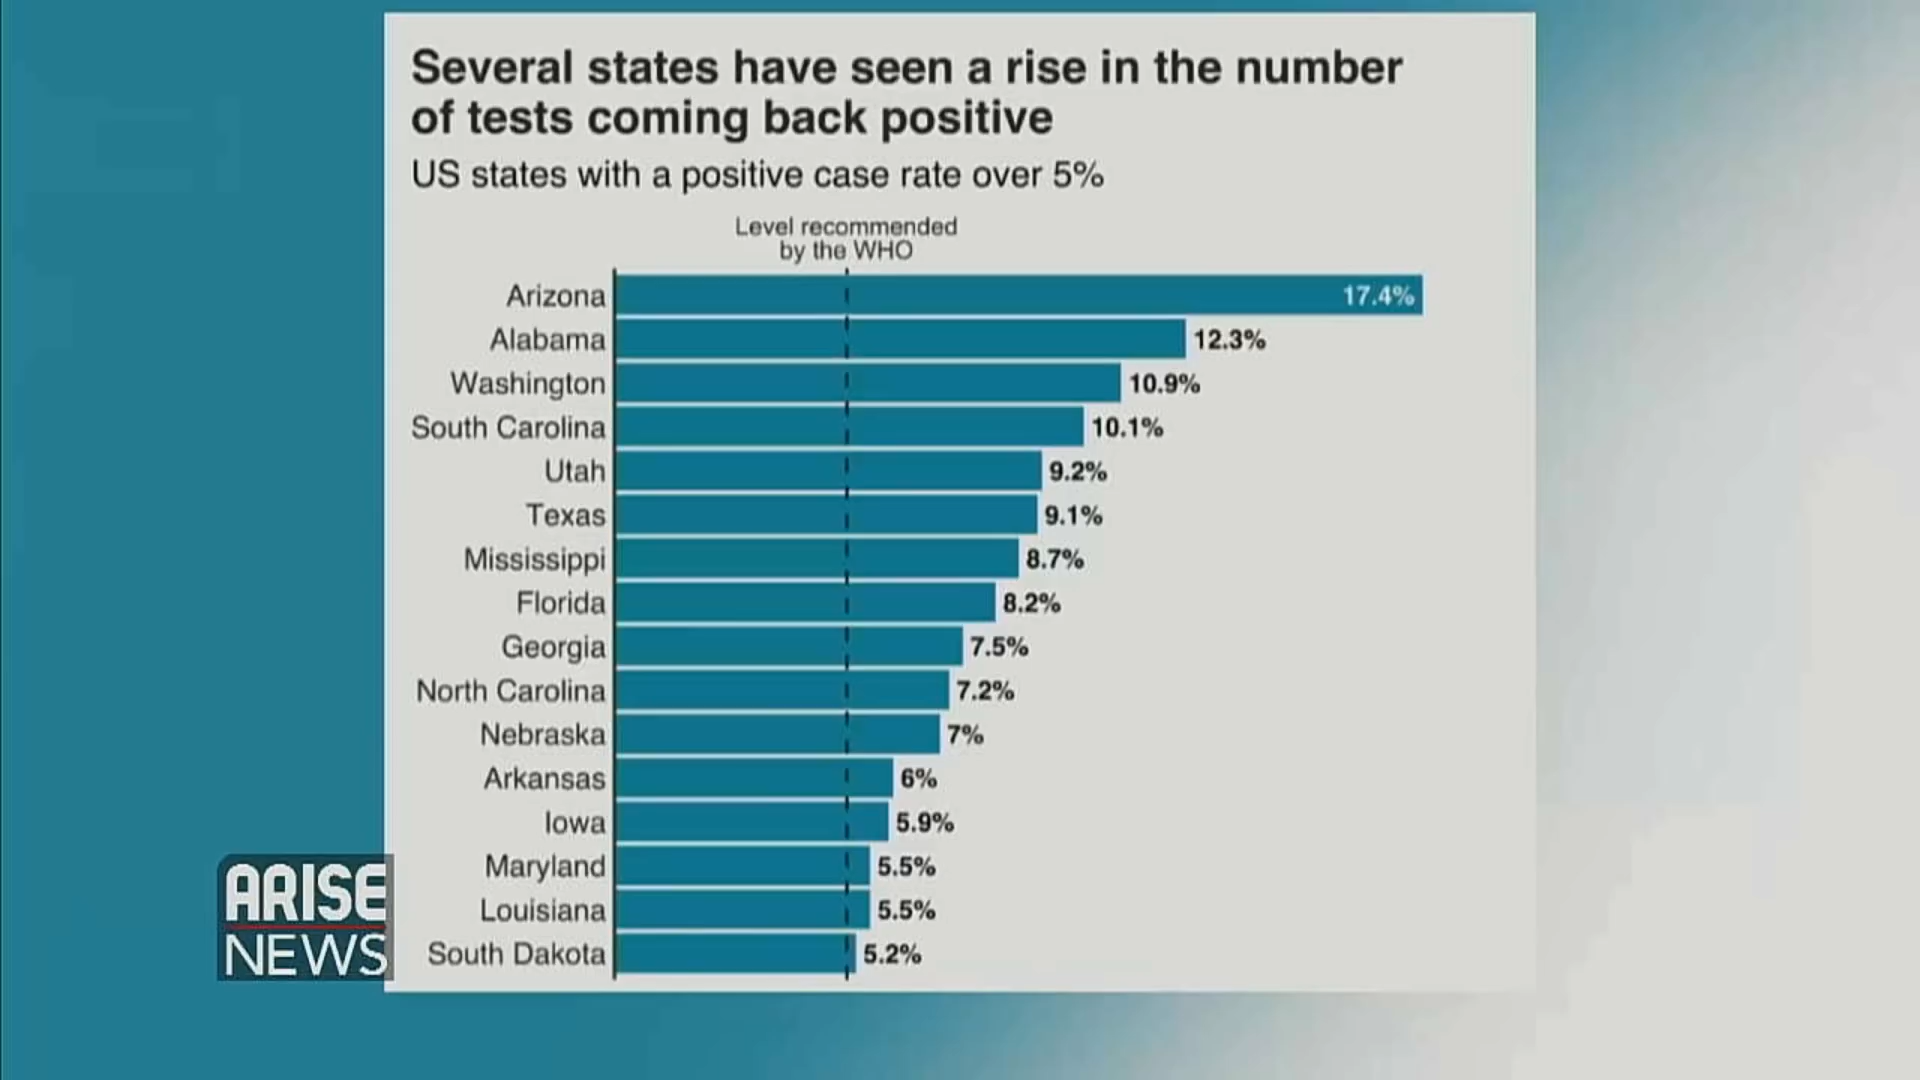 Several states have seen a rise in the number
of tests coming back positive
US states with a positive case rate over 5%
Level recommended
by the WHO
Arizona 17.4%
Alabama 12.3%
Washington 10.9%
South Carolina 10.1%
Utah 9.2%
Texas 9.1%
Mississippi 8.7%
Florida 8.2%
Georgia 7.5%
North Carolina 7.2%
Nebraska 7%
Arkansas 6%
Iowa 5.9%
Maryland 5.5%
Louisiana 5.5%
South Dakota 5.2%
ARISE
NEWS